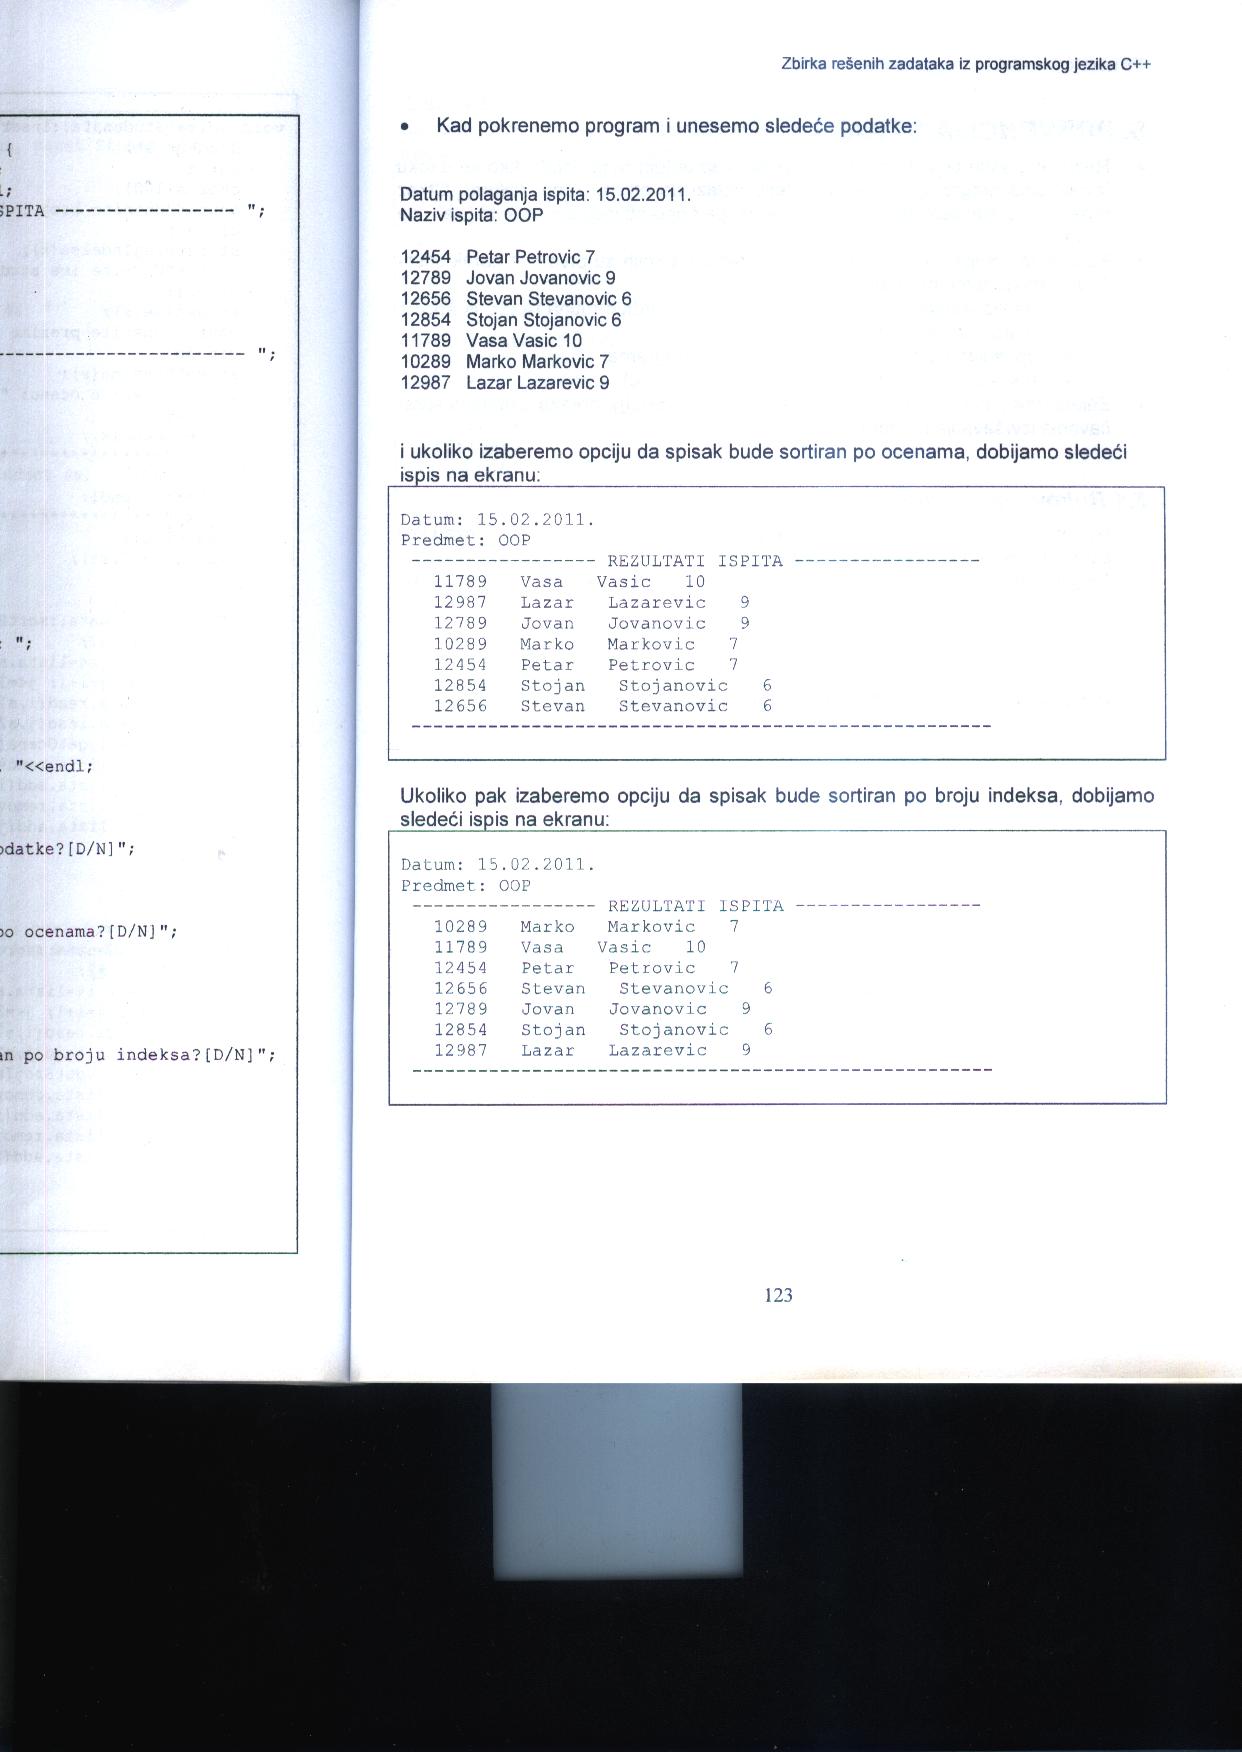 {
;
l;
SPITA ----------------- ";
----------------------- ";
: ";
. "<<endl;
odatke?[D/N]";
po ocenama?[D/N]";
an po broju indeksa?[D/N]";
Zbirka rešenih zadataka iz programskog jezika C++
• Kad pokrenemo program i unesemo sledeće podatke:
Datum polaganja ispita: 15.02.2011.
Naziv ispita: OOP
12454 Petar Petrovic 7
12789 Jovan Jovanovic 9
12656 Stevan Stevanovic 6
12854 Stojan Stojanovic 6
11789 Vasa Vasic 10
10289 Marko Markovic 7
12987 Lazar Lazarevic 9
i ukoliko izaberemo opciju da spisak bude sortiran po ocenama, dobijamo sledeći
ispis na ekranu:
Datum: 15.02.2011.
Predmet: OOP
----------------- REZULTATI ISPITA -----------------
11789 Vasa Vasic 10
12987 Lazar Lazarevic 9
12789 Jovan Jovanovic 9
10289 Marko Markovic 7
12454 Petar Petrovic 7
12854 Stojan Stojanovic 6
12656 Stevan Stevanovic 6
-----------------------------------------------------
Ukoliko pak izaberemo opciju da spisak bude sortiran po broju indeksa, dobijamo
sledeći ispis na ekranu:
Datum: 15.02.2011.
Predmet: OOP
----------------- REZULTATI ISPITA -----------------
10289 Marko Markovic 7
11789 Vasa Vasic 10
12454 Petar Petrovic 7
12656 Stevan Stevanovic 6
12789 Jovan Jovanovic 9
12854 Stojan Stojanovic 6
12987 Lazar Lazarevic 9
-----------------------------------------------------
123